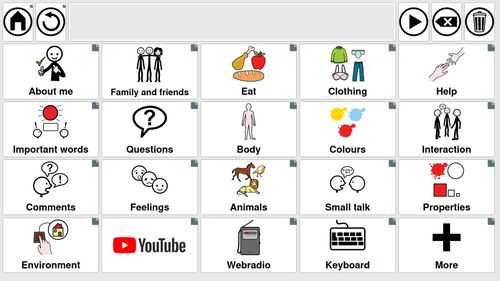 About me
Family and friends
Eat
Clothing
Help
Important words
Questions
Body
Colours
Interaction
Comments
Feelings
Animals
Small talk
Properties
Environment
YouTube
Webradio
Keyboard
More